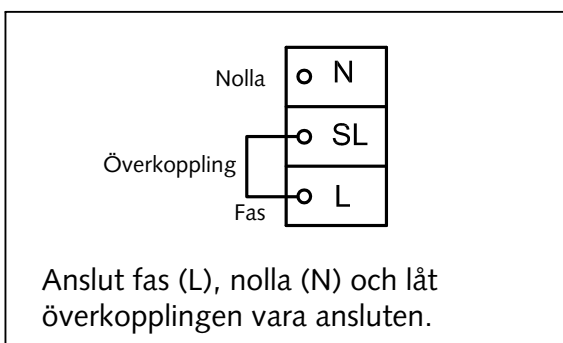 Nolla N
SL
Överkoppling
L
Fas
Anslut fas (L), nolla (N) och låt
överkopplingen vara ansluten.